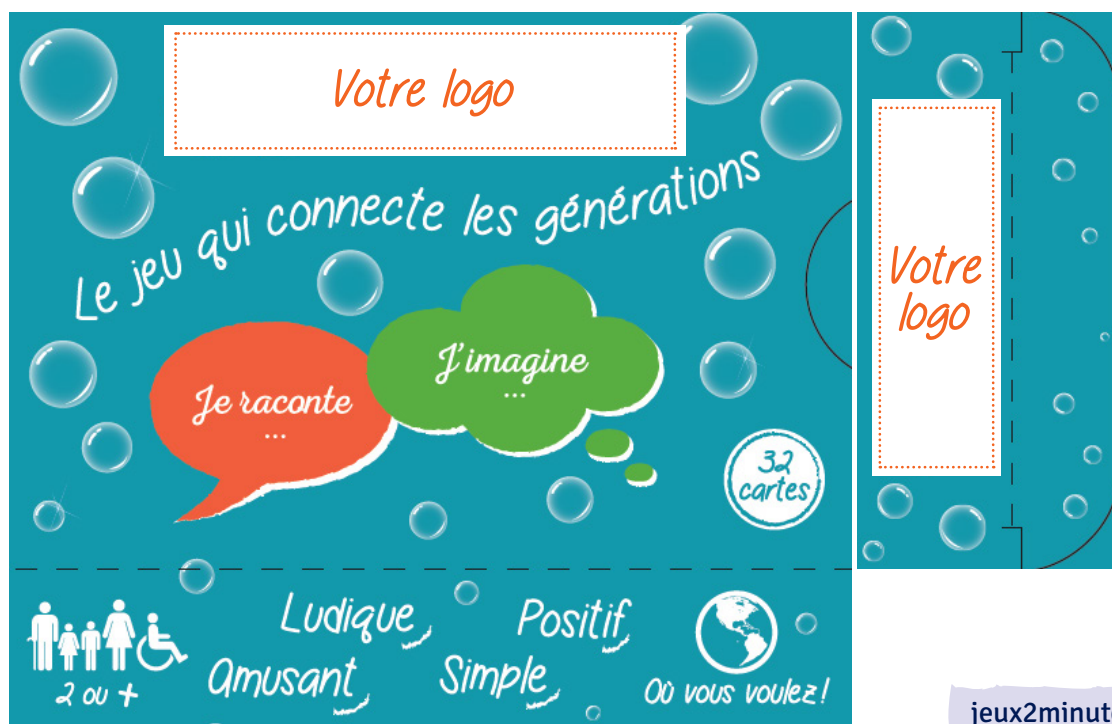 Votre logo
Le jeu qui connecte les générations
Je raconte
...
J'imagine
...
32
cartes
Ludique
Positif
amusant
Simple
2 ou +
Où vous voulez!
Votre
logo
jeux2minut